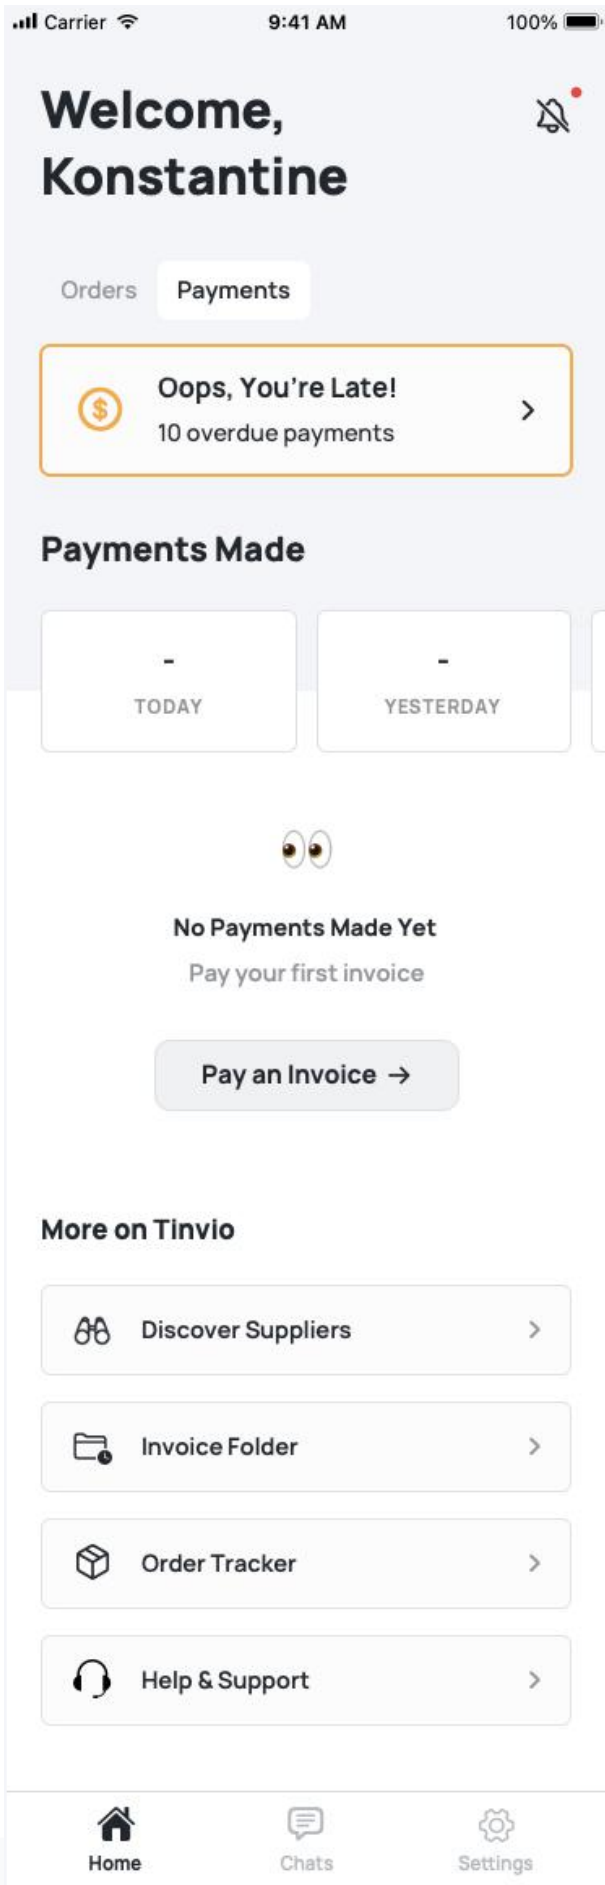 Carrier
9:41 AM
100%
Welcome,
Konstantine
Orders
Payments
Oops, You're Late!
10 overdue payments
Payments Made
-
TODAY
-
YESTERDAY
No Payments Made Yet
Pay your first invoice
Pay an Invoice →
More on Tinvio
Discover Suppliers
Invoice Folder
Order Tracker
Help & Support
Home
Chats
Settings